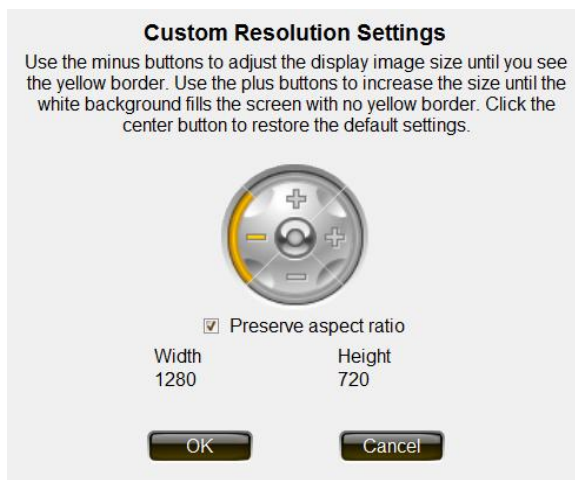 Custom Resolution Settings
Use the minus buttons to adjust the display image size until you see
the yellow border. Use the plus buttons to increase the size until the
white background fills the screen with no yellow border. Click the
center button to restore the default settings.
Preserve aspect ratio
Width Height
1280 720
OK Cancel